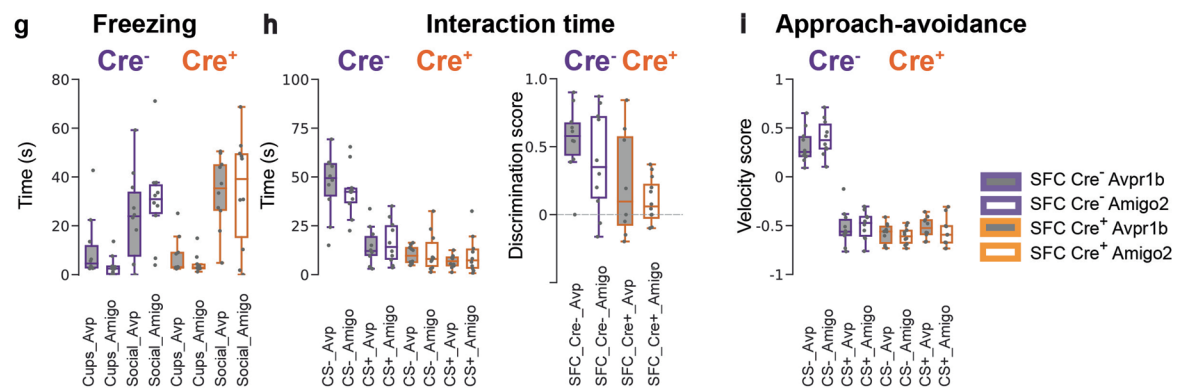 g Freezing h Interaction time i Approach-avoidance
Cre- Cre+ Cre- Cre+ Cre- Cre+ Cre- Cre+
Time (s)
80
60
40
20
0
Cups_Avp
Cups_Amigo
Social_Avp
Social_Amigo
Cups_Avp
Cups_Amigo
Social_Avp
Social_Amigo
Time (s)
100
75
50
25
0
CS-_Avp
CS-_Amigo
CS+_Avp
CS+_Amigo
CS-_Avp
CS-_Amigo
CS+_Avp
CS+_Amigo
Discrimination score
1.0
0.5
0
SFC_Cre-_Avp
SFC_Cre-_Amigo
SFC_Cre+_Avp
SFC_Cre+_Amigo
Velocity score
1
0.5
0
-0.5
-1
CS-_Avp
CS-_Amigo
CS+_Avp
CS+_Amigo
CS-_Avp
CS-_Amigo
CS+_Avp
CS+_Amigo
SFC Cre- Avpr1b
SFC Cre- Amigo2
SFC Cre+ Avpr1b
SFC Cre+ Amigo2